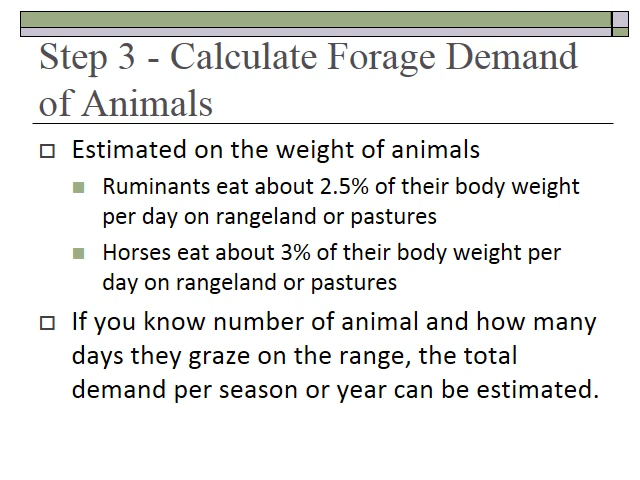 Step 3 - Calculate Forage Demand
of Animals
Estimated on the weight of animals
Ruminants eat about 2.5% of their body weight
per day on rangeland or pastures
Horses eat about 3% of their body weight per
day on rangeland or pastures
If you know number of animal and how many
days they graze on the range, the total
demand per season or year can be estimated.